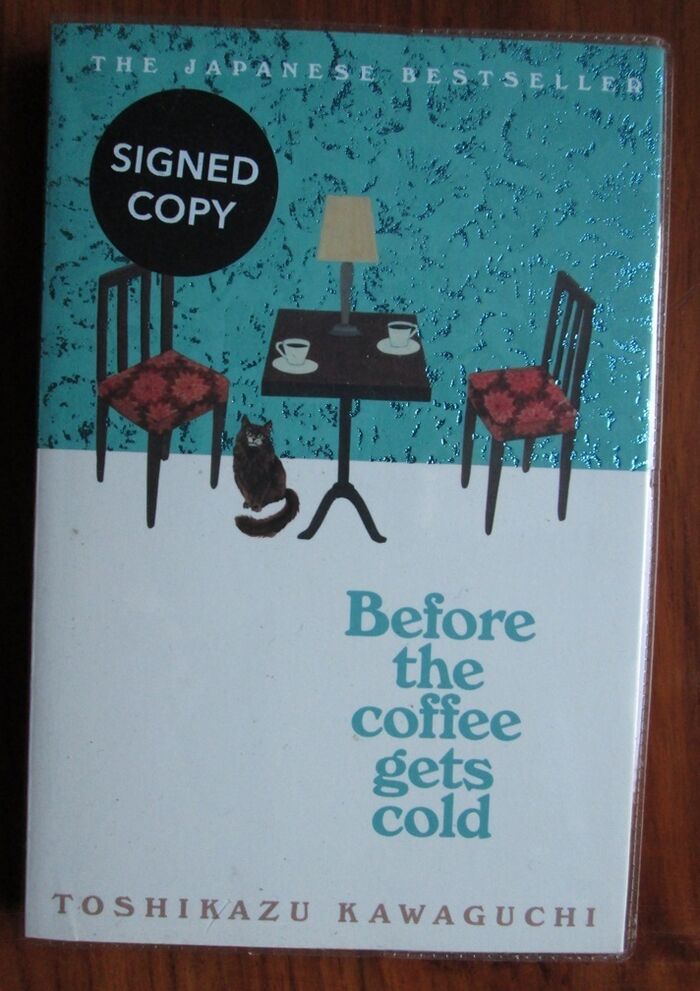 THE JAPANESE BESTSELLER
SIGNED
COPY
Before
the
coffee
gets
cold
TOSHIKAZU KAWAGUCHI